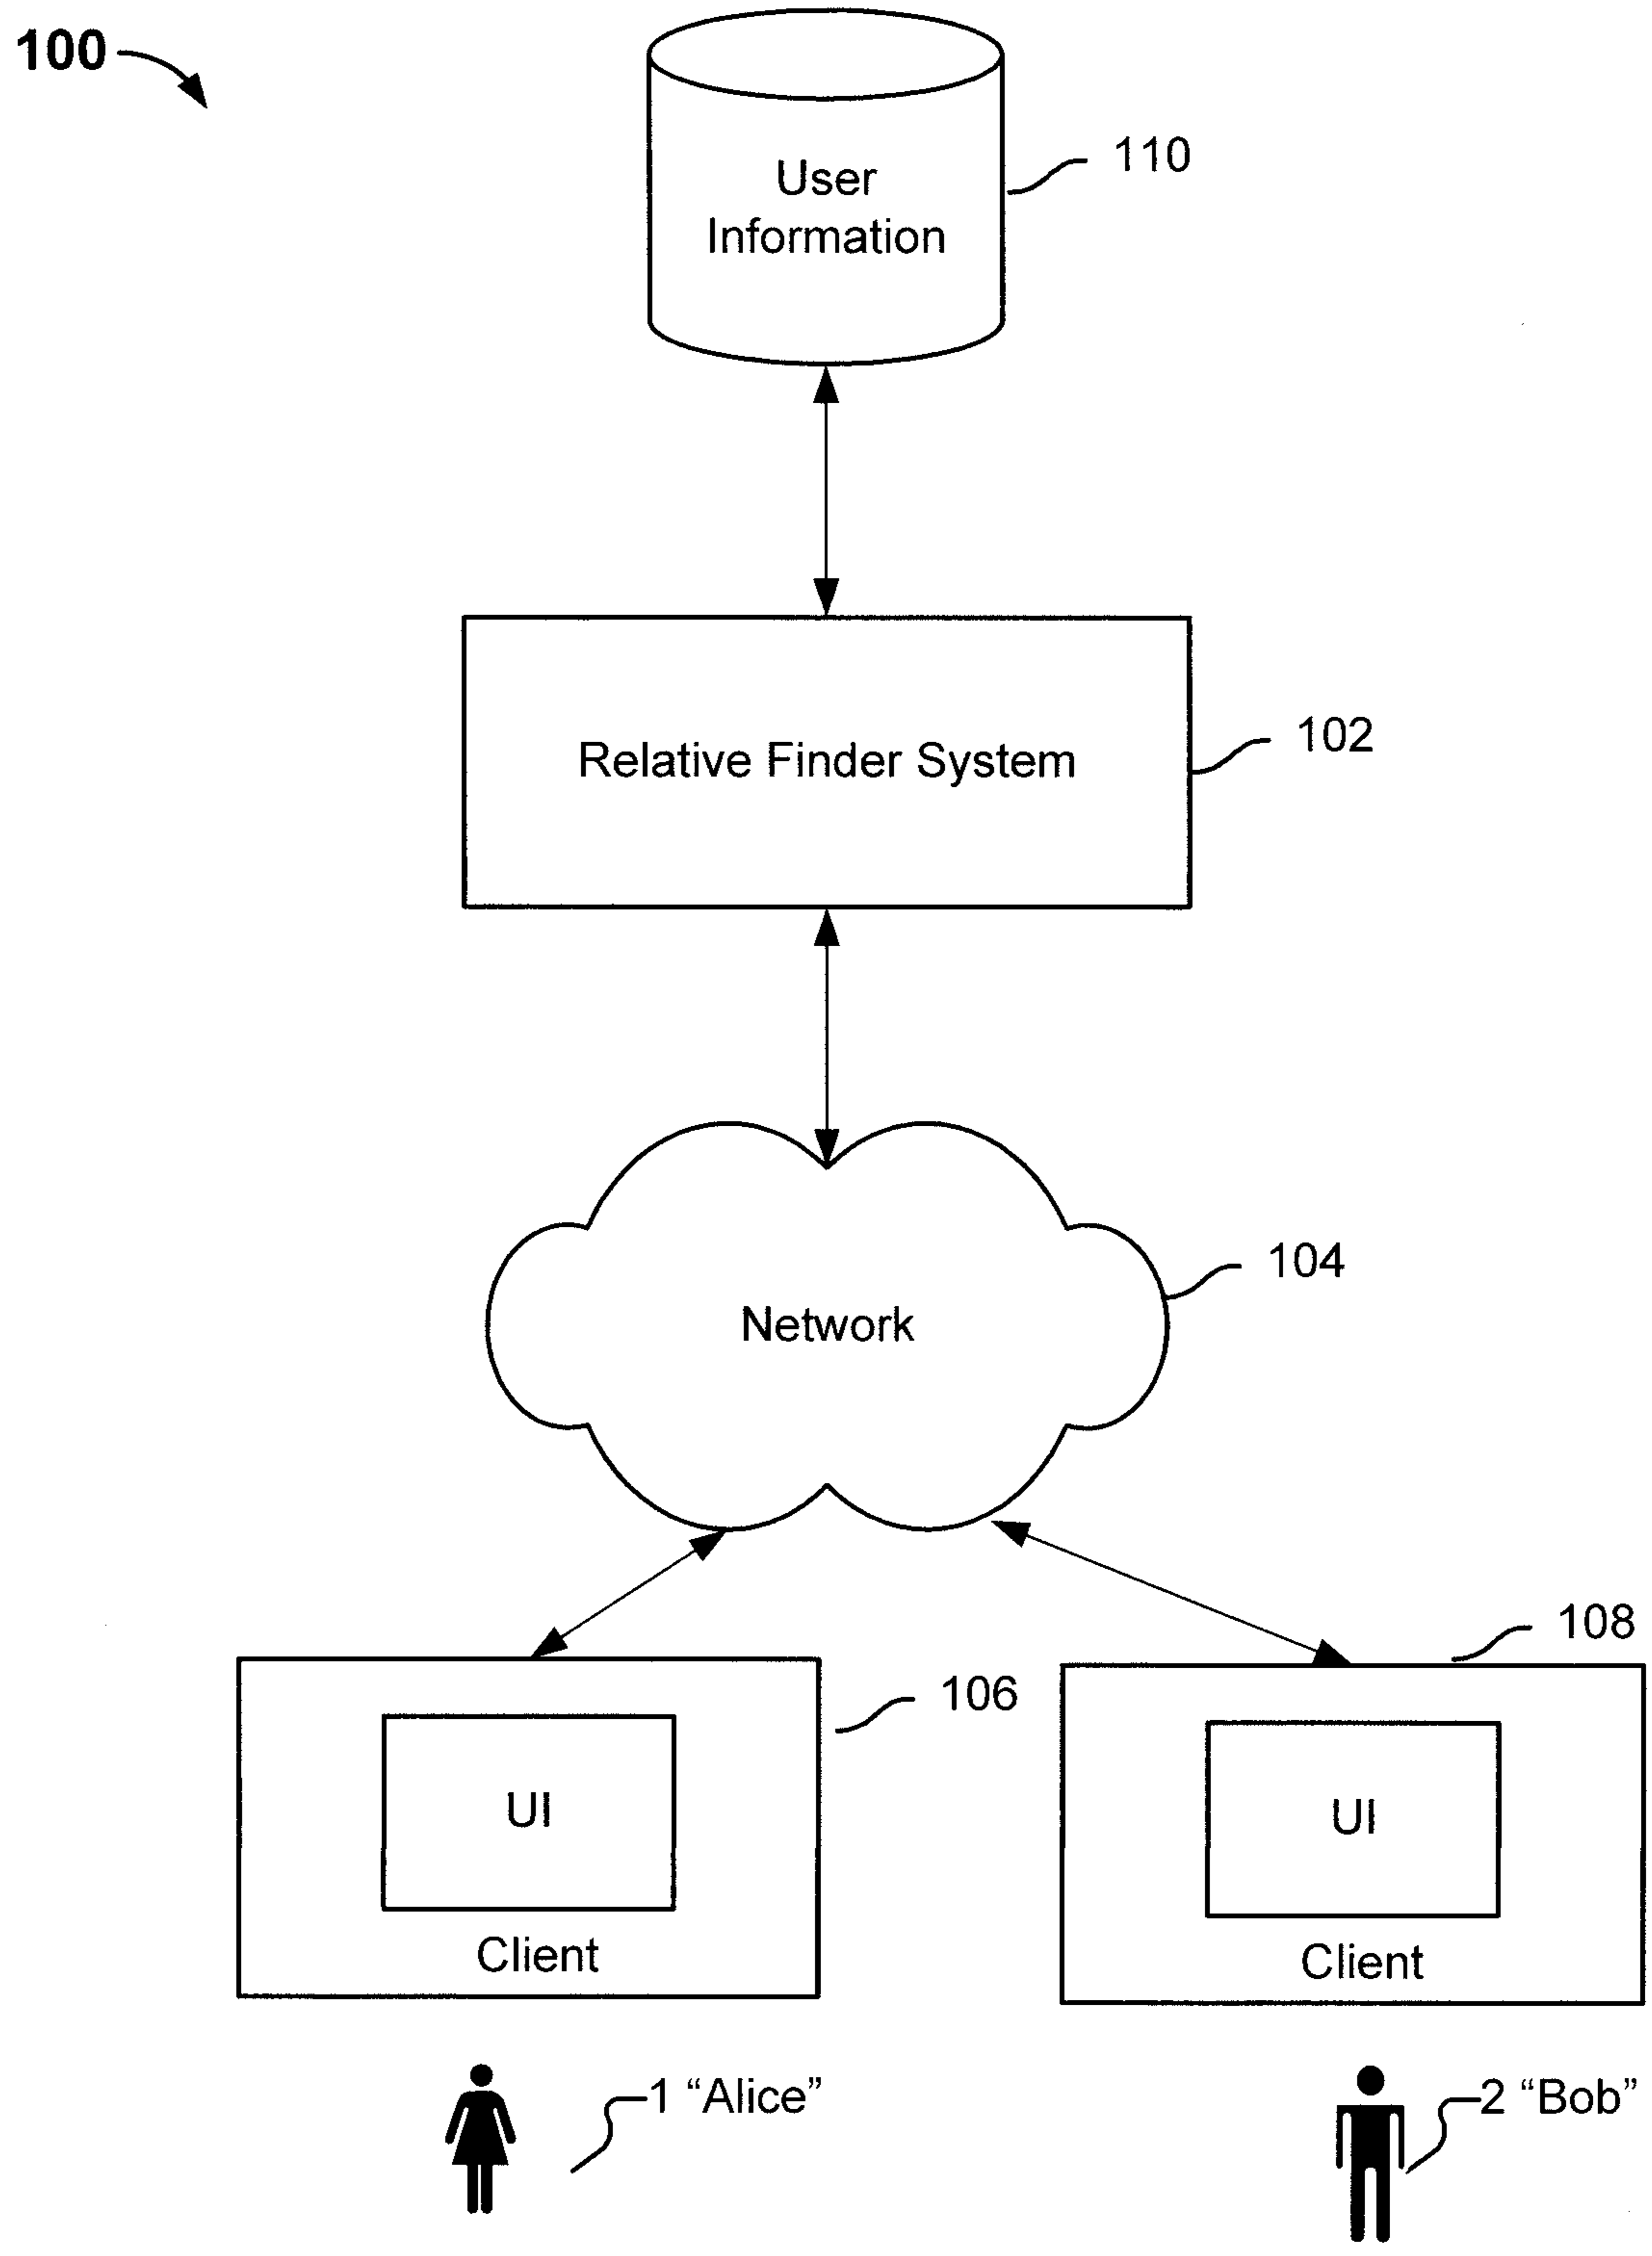 100
User
Information
110
Relative Finder System
102
Network
104
108
106
UI
Client
UI
Client
1 “Alice”
2 “Bob”